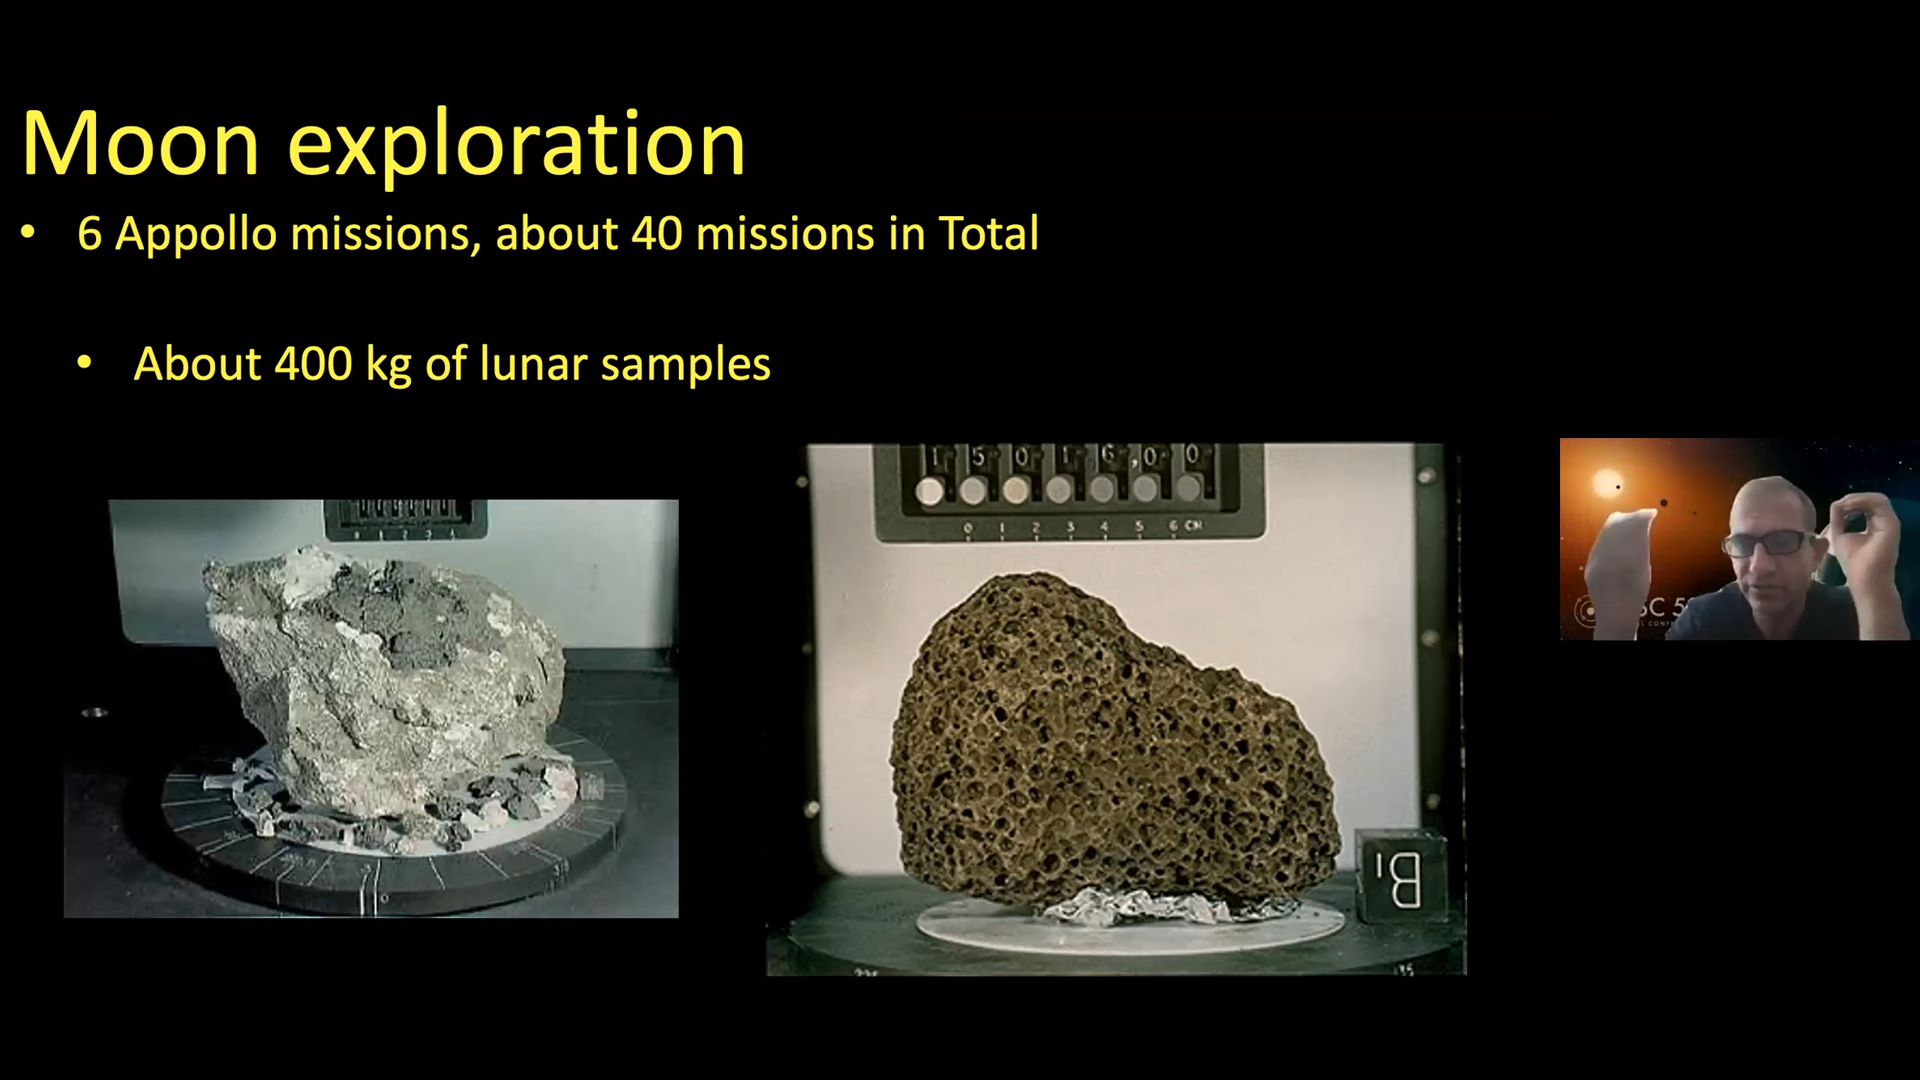 Moon exploration
• 6 Appollo missions, about 40 missions in Total
• About 400 kg of lunar samples
1 5 0 1 6 , 0 0
0 1 2 3 4 5 6 CM
B1